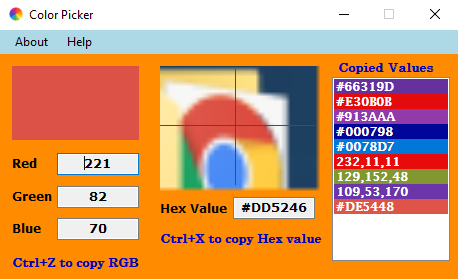 Color Picker
About Help
Red 221
Green 82
Blue 70
Ctrl+Z to copy RGB
Hex Value #DD5246
Ctrl+X to copy Hex value
Copied Values
#66319D
#E30B0B
#913AAA
#000798
#0078D7
232,11,11
129,152,48
109,53,170
#DE5448